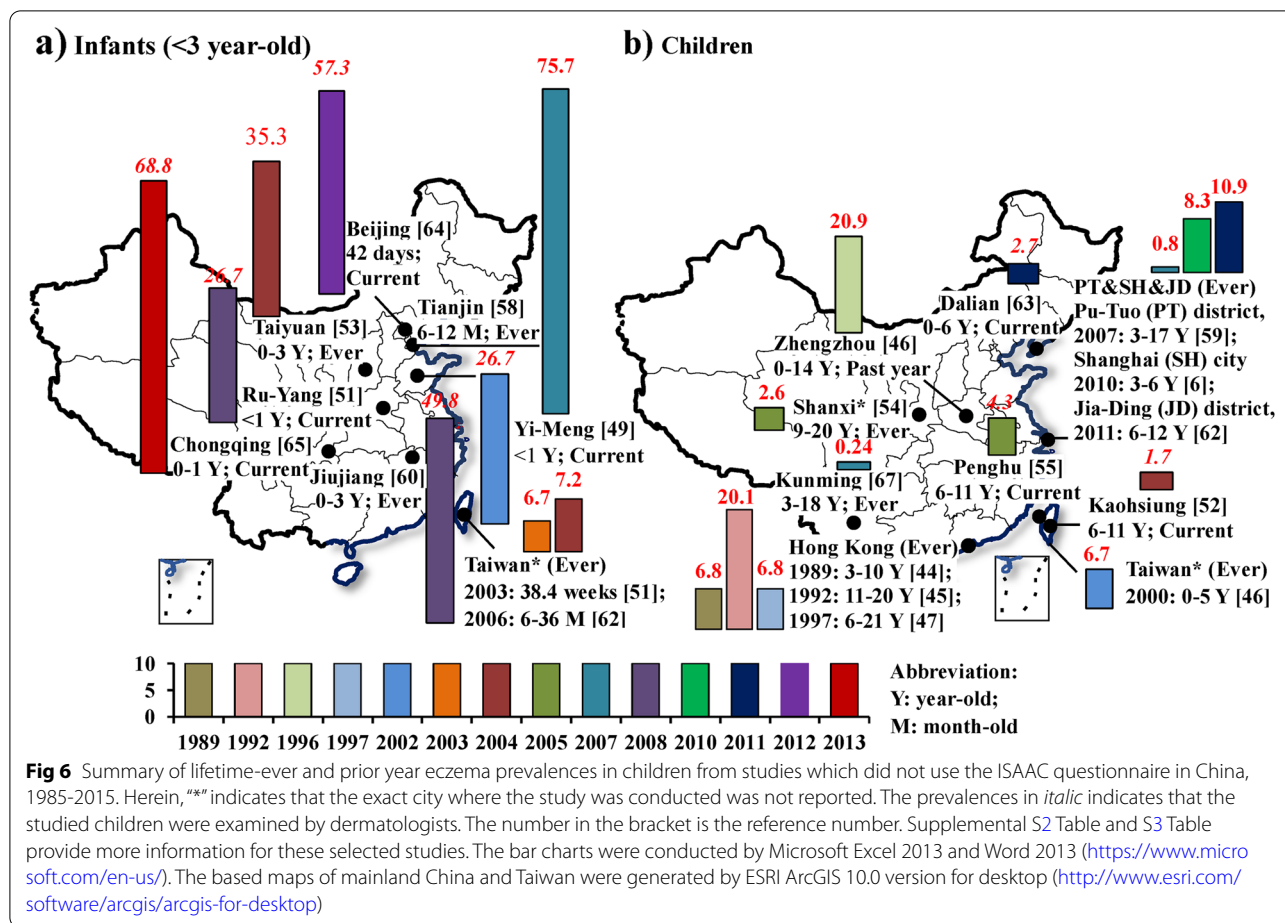 a) Infants (<3 year-old)
57.3
75.7
35.3
68.8
Beijing [64]
42 days;
Current
26.7
Tianjin [58]
6-12 M; Ever
Taiyuan [53]
0-3 Y; Ever
26.7
Ru-Yang [51]
<1 Y; Current
49.8
Yi-Meng [49]
<1 Y; Current
Chongqing [65]
0-1 Y; Current
Jiujiang [60]
0-3 Y; Ever
6.7
7.2
Taiwan* (Ever)
2003: 38.4 weeks [51];
2006: 6-36 M [62]
b) Children
10.9
8.3
0.8
20.9
2.7
PT&SH&JD (Ever)
Pu-Tuo (PT) district,
2007: 3-17 Y [59];
Shanghai (SH) city
2010: 3-6 Y [6];
Jia-Ding (JD) district,
2011: 6-12 Y [62]
Dalian [63]
0-6 Y; Current
Zhengzhou [46]
0-14 Y; Past year
2.6
Shanxi* [54]
9-20 Y; Ever
4.3
0.24
Kunming [67]
3-18 Y; Ever
Penghu [55]
6-11 Y; Current
1.7
Kaohsiung [52]
6-11 Y; Current
20.1
6.8
6.8
Hong Kong (Ever)
1989: 3-10 Y [44];
1992: 11-20 Y [45];
1997: 6-21 Y [47]
6.7
Taiwan* (Ever)
2000: 0-5 Y [46]
10
5
0
1989 1992 1996 1997 2002 2003 2004 2005 2007 2008 2010 2011 2012 2013
Abbreviation:
Y: year-old;
M: month-old
Fig 6 Summary of lifetime-ever and prior year eczema prevalences in children from studies which did not use the ISAAC questionnaire in China,
1985-2015. Herein, “*” indicates that the exact city where the study was conducted was not reported. The prevalences in italic indicates that the
studied children were examined by dermatologists. The number in the bracket is the reference number. Supplemental S2 Table and S3 Table
provide more information for these selected studies. The bar charts were conducted by Microsoft Excel 2013 and Word 2013 (https://www.micro
soft.com/en-us/). The based maps of mainland China and Taiwan were generated by ESRI ArcGIS 10.0 version for desktop (http://www.esri.com/
software/arcgis/arcgis-for-desktop)